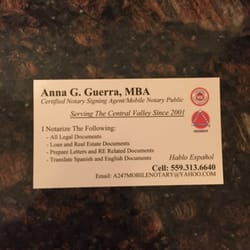 Anna G. Guerra, MBA
Certified Notary Signing Agent/Mobile Notary Public
Serving The Central Valley Since 2001
I Notarize The Following:
- All Legal Documents
- Loan and Real Estate Documents
- Prepare Letters and RE Related Documents
- Translate Spanish and English Documents
Hablo Español
Cell: 559.313.6640
Email: A247MOBILENOTARY@YAHOO.COM